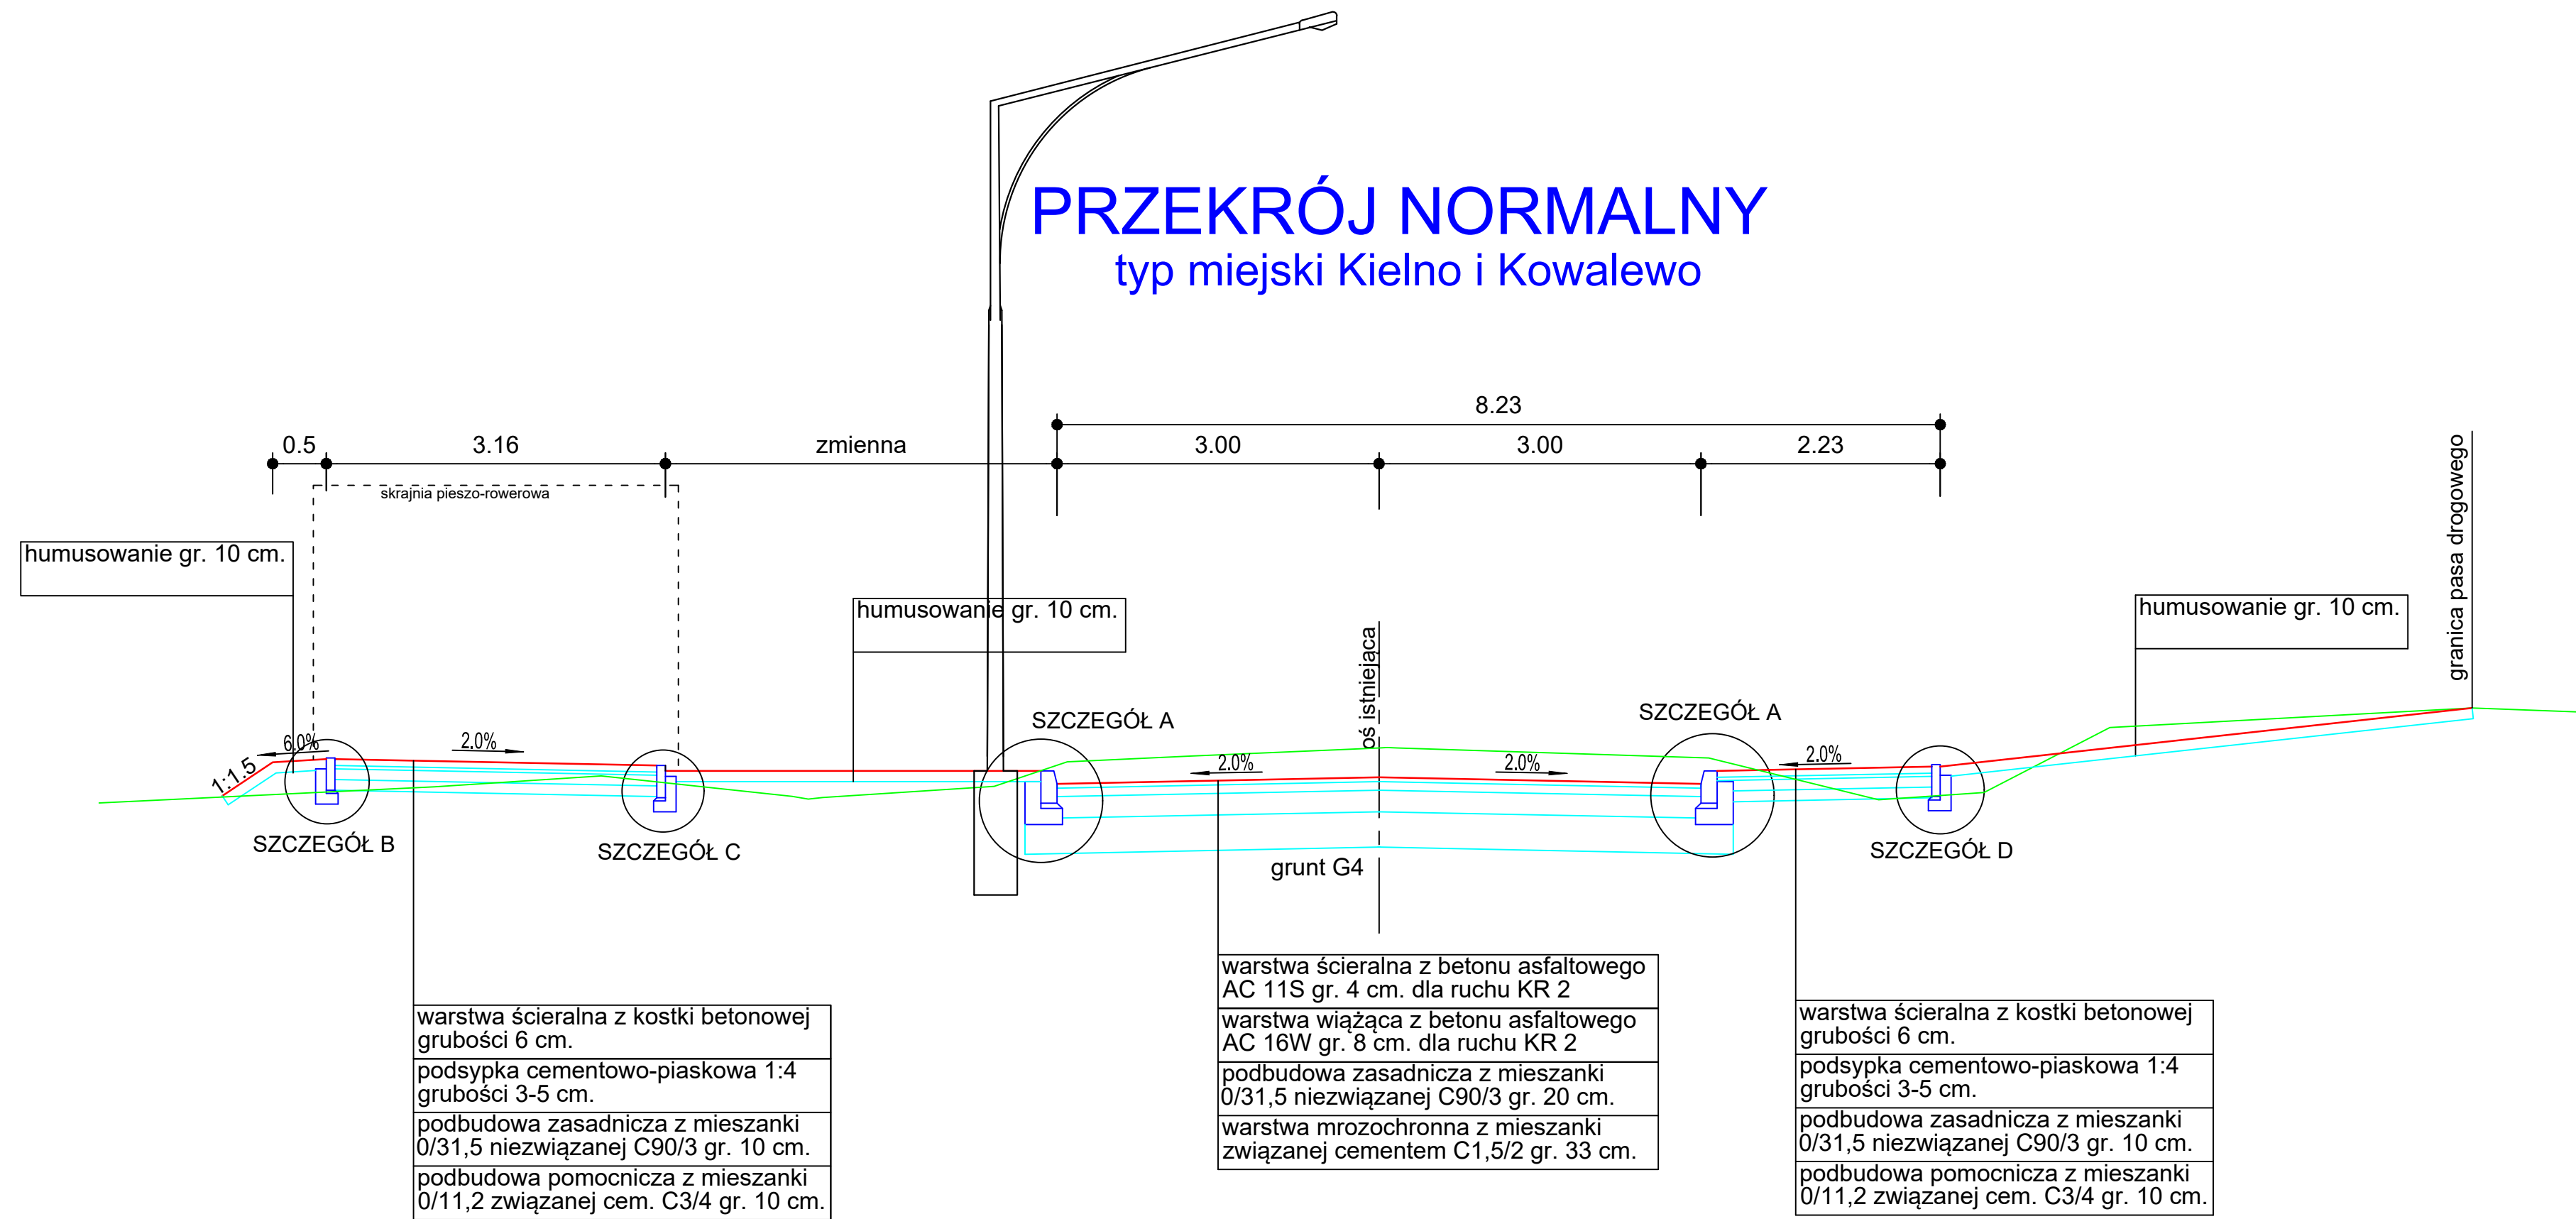 PRZEKRÓJ NORMALNY
typ miejski Kielno i Kowalewo
8.23
0.5
3.16
zmienna
3.00
3.00
2.23
skrajnia pieszo-rowerowa
granica pasa drogowego
humusowanie gr. 10 cm.
humusowanie gr. 10 cm.
humusowanie gr. 10 cm.
oś istniejąca
SZCZEGÓŁ A
SZCZEGÓŁ A
1:1.5
6.0%
2.0%
2.0%
2.0%
2.0%
SZCZEGÓŁ B
SZCZEGÓŁ C
SZCZEGÓŁ D
grunt G4
warstwa ścieralna z kostki betonowej
grubości 6 cm.
podsypka cementowo-piaskowa 1:4
grubości 3-5 cm.
podbudowa zasadnicza z mieszanki
0/31,5 niezwiązanej C90/3 gr. 10 cm.
podbudowa pomocnicza z mieszanki
0/11,2 związanej cem. C3/4 gr. 10 cm.
warstwa ścieralna z betonu asfaltowego
AC 11S gr. 4 cm. dla ruchu KR 2
warstwa wiążąca z betonu asfaltowego
AC 16W gr. 8 cm. dla ruchu KR 2
podbudowa zasadnicza z mieszanki
0/31,5 niezwiązanej C90/3 gr. 20 cm.
warstwa mrozochronna z mieszanki
związanej cementem C1,5/2 gr. 33 cm.
warstwa ścieralna z kostki betonowej
grubości 6 cm.
podsypka cementowo-piaskowa 1:4
grubości 3-5 cm.
podbudowa zasadnicza z mieszanki
0/31,5 niezwiązanej C90/3 gr. 10 cm.
podbudowa pomocnicza z mieszanki
0/11,2 związanej cem. C3/4 gr. 10 cm.